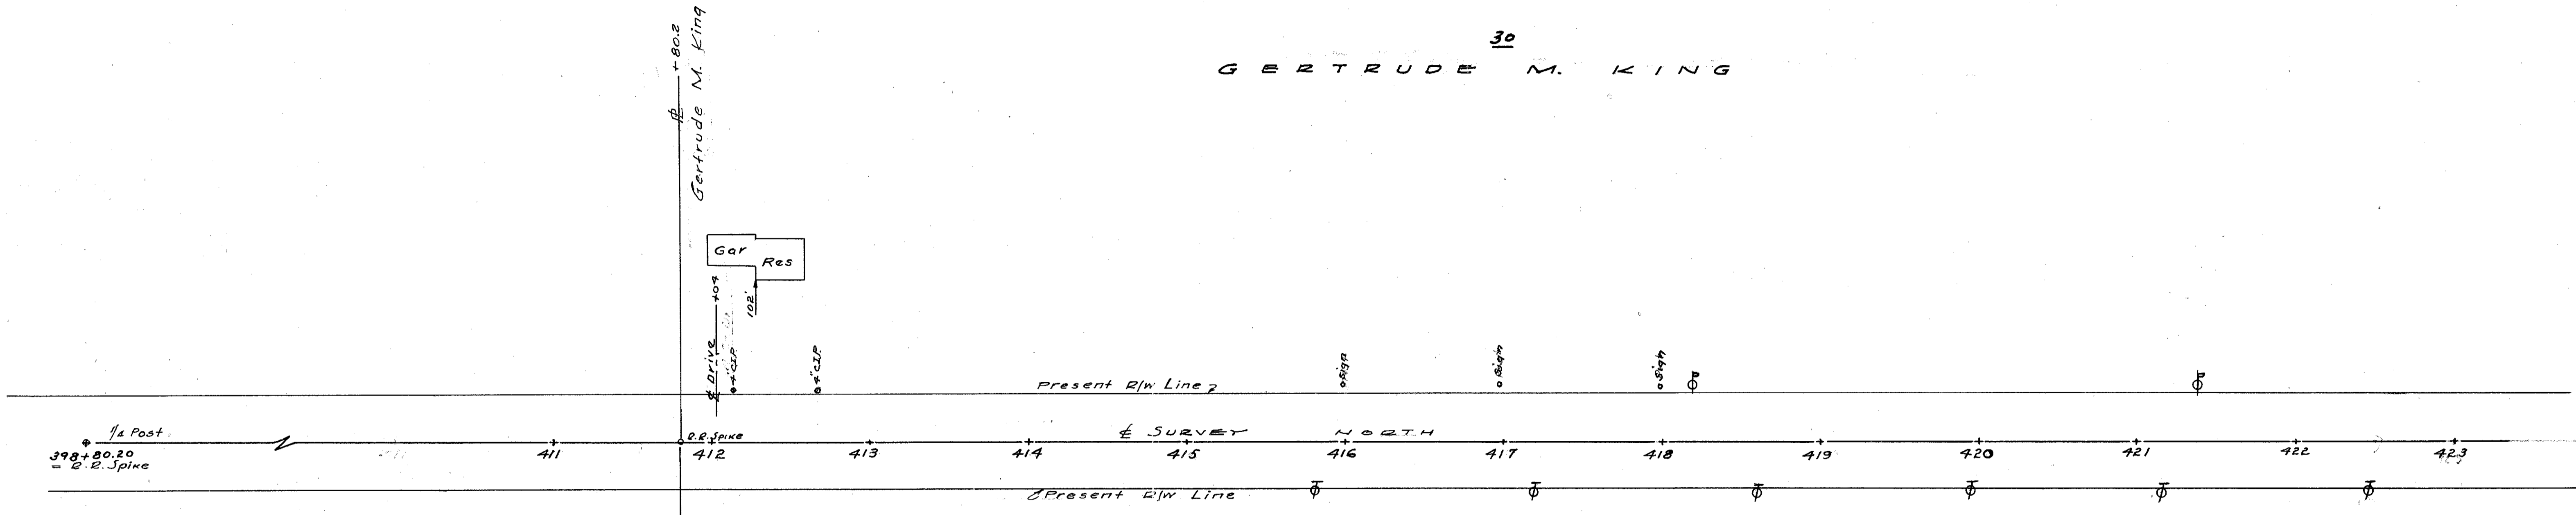 30
GERTRUDE M. KING
+80.2
Gertrude M. King
Gar
Res
+04
102'
℄ Drive
4" C.I.P.
4" C.I.P.
Sign
Sign
Sign
Present R/W Line
1/4 Post
R.R. Spike
℄ SURVEY NORTH
398+80.20
= R.R. Spike
411 412 413 414 415 416 417 418 419 420 421 422 423
Present R/W Line